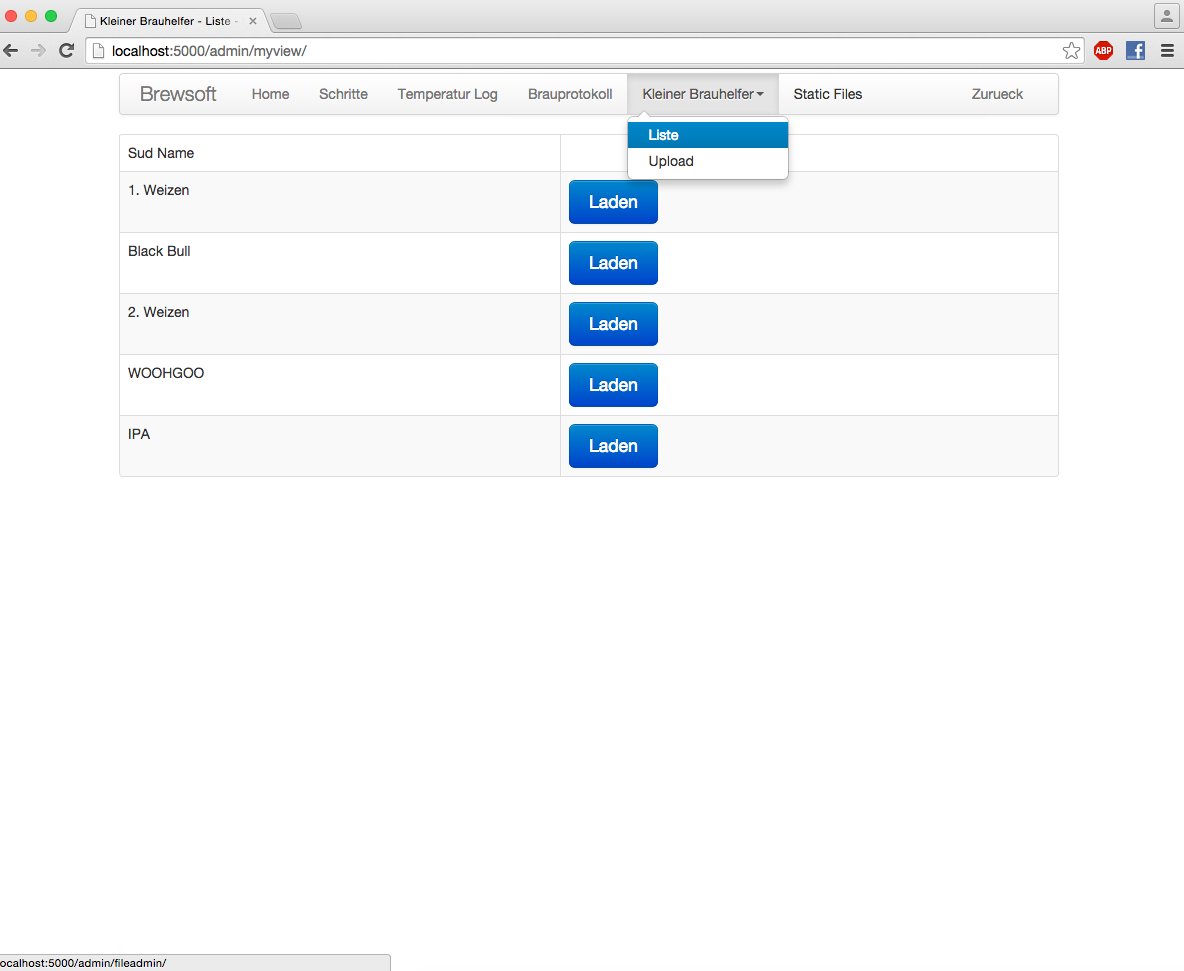 Kleiner Brauhelfer - Liste -
localhost:5000/admin/myview/
ABP
f
Brewsoft Home Schritte Temperatur Log Brauprotokoll Kleiner Brauhelfer Static Files Zurueck
Liste
Upload
Sud Name
1. Weizen Laden
Black Bull Laden
2. Weizen Laden
WOOHGOO Laden
IPA Laden
ocalhost:5000/admin/fileadmin/